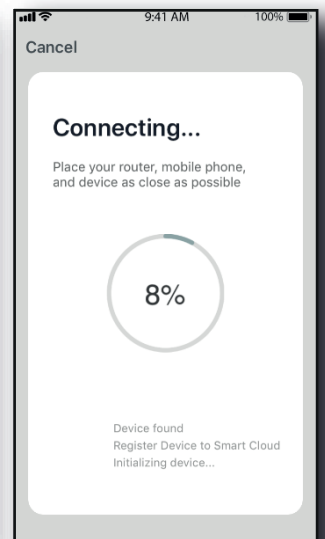 9:41 AM
100%
Cancel
Connecting...
Place your router, mobile phone,
and device as close as possible
8%
Device found
Register Device to Smart Cloud
Initializing device...